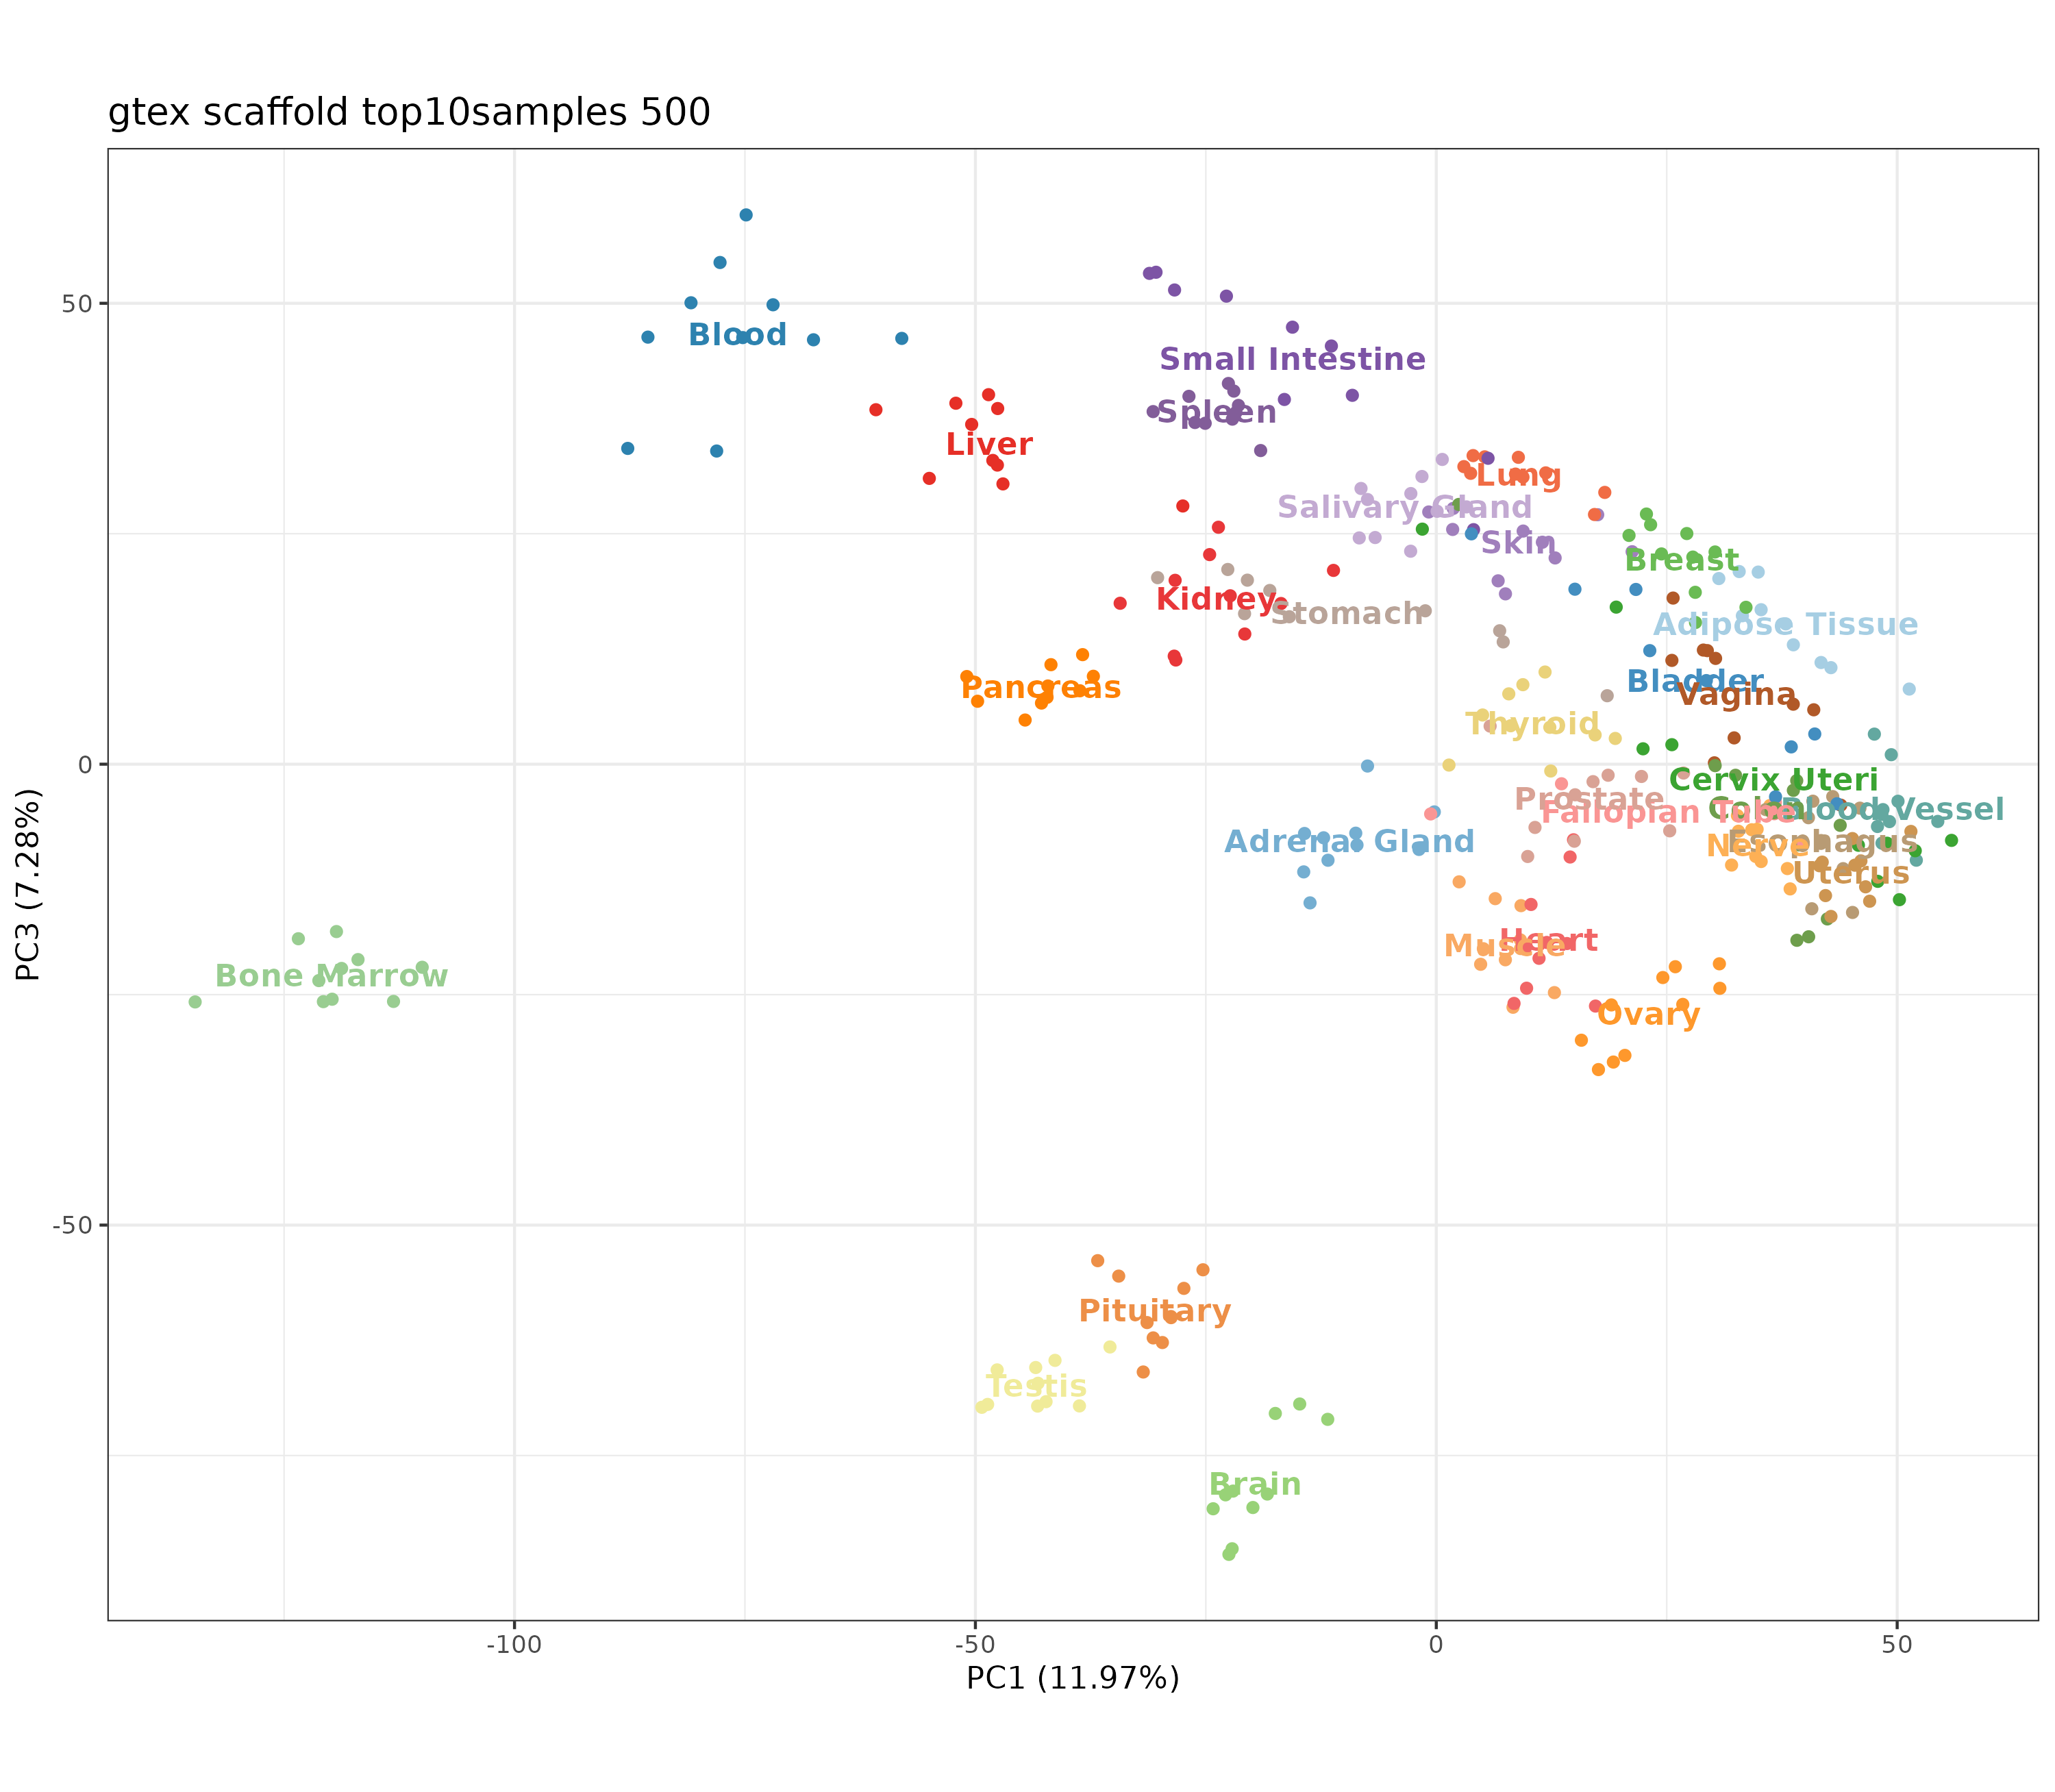 gtex scaffold top10samples 500
50
Blood
Small Intestine
Spleen
Liver
Lung
Salivary Gland
Skin
Breast
Kidney
Stomach
Adipose Tissue
Pancreas
Bladder
Vagina
Thyroid
0
Cervix Uteri
Prostate
Colon
Blood Vessel
Fallopian Tube
Adrenal Gland
Esophagus
Nerve
Uterus
Heart
Muscle
Bone Marrow
Ovary
-50
Pituitary
Testis
Brain
-100
-50
0
50
PC1 (11.97%)
PC3 (7.28%)